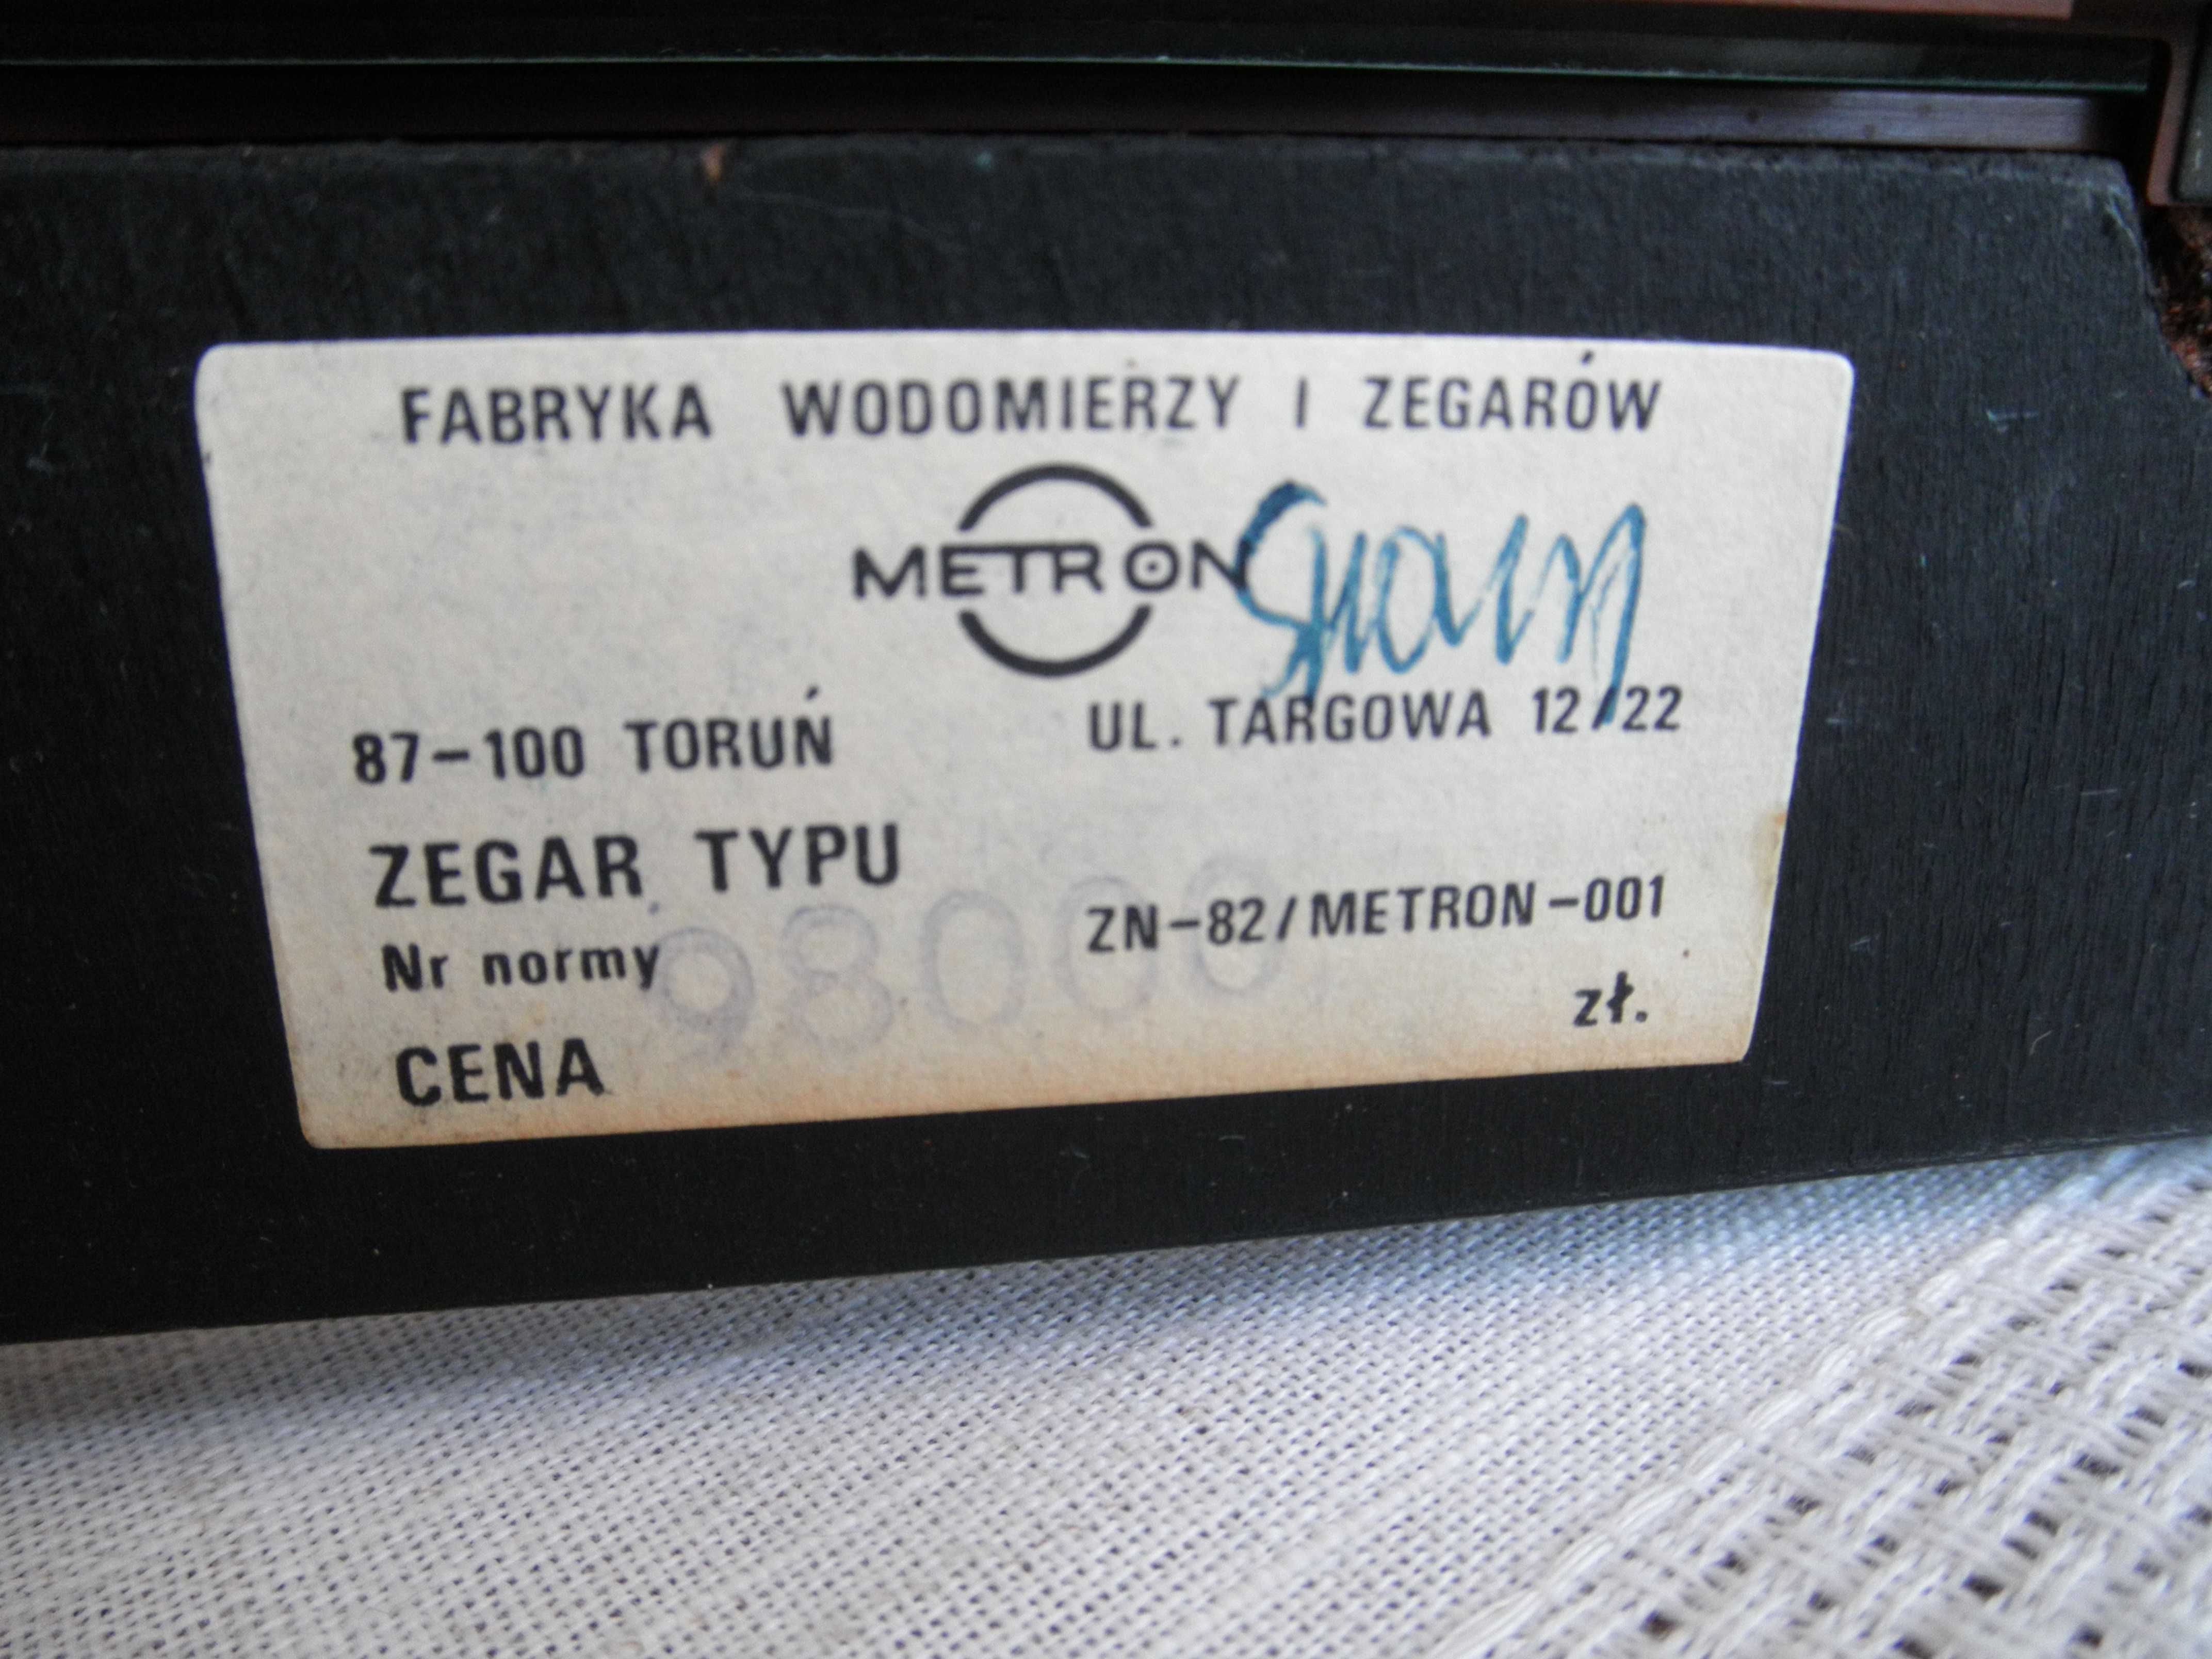 FABRYKA WODOMIERZY I ZEGARÓW
METRON
87-100 TORUŃ UL. TARGOWA 12/22
ZEGAR TYPU
Nr normy ZN-82/METRON-001
98000
CENA zł.